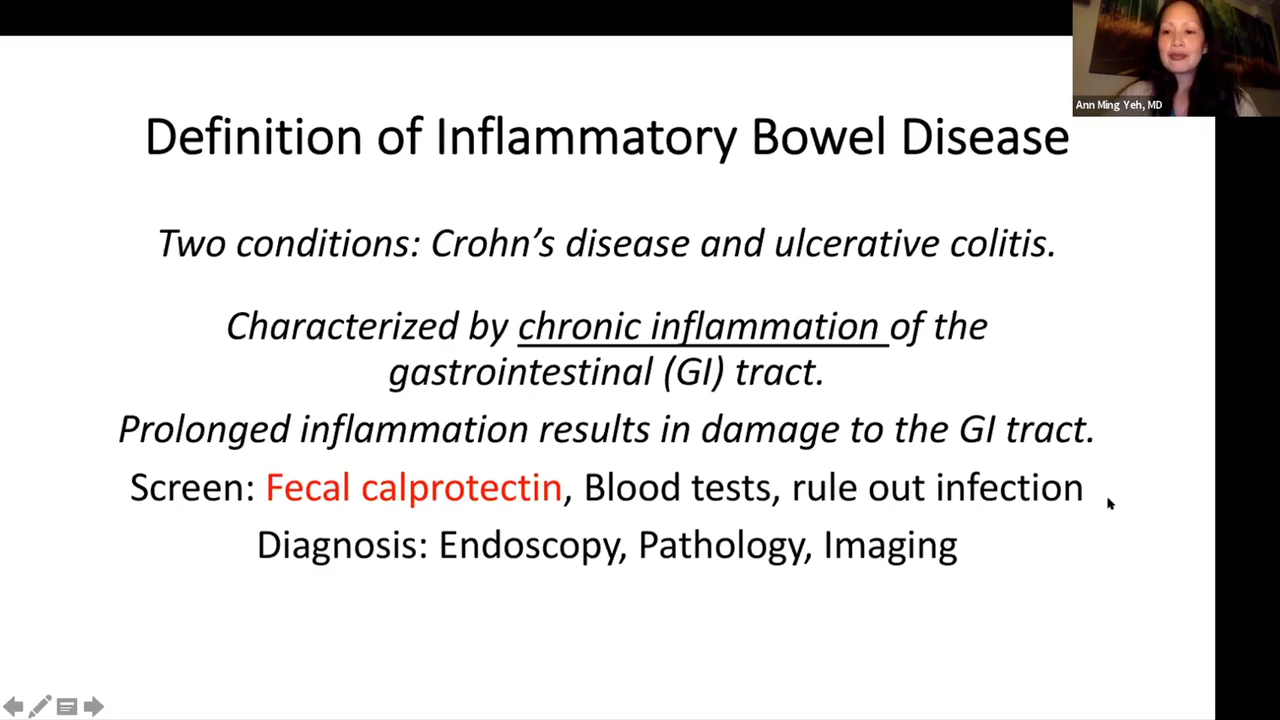 Ann Ming Yeh, MD
Definition of Inflammatory Bowel Disease
Two conditions: Crohn’s disease and ulcerative colitis.
Characterized by chronic inflammation of the
gastrointestinal (GI) tract.
Prolonged inflammation results in damage to the GI tract.
Screen: Fecal calprotectin, Blood tests, rule out infection
Diagnosis: Endoscopy, Pathology, Imaging